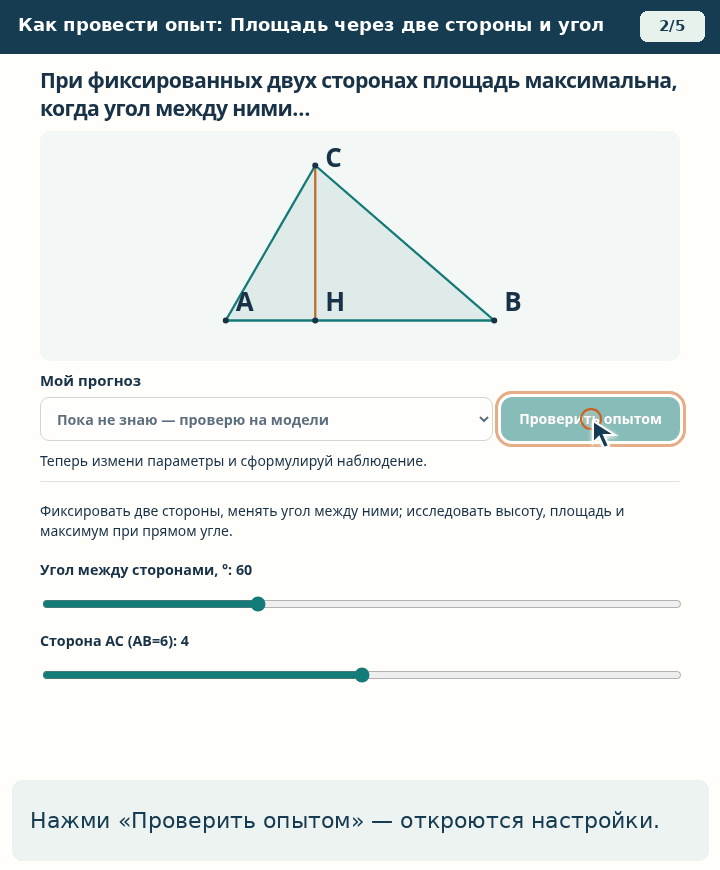 Как провести опыт: Площадь через две стороны и угол
2/5
При фиксированных двух сторонах площадь максимальна,
когда угол между ними...
C
A
H
B
Мой прогноз
Пока не знаю — проверю на модели
Проверить опытом
Теперь измени параметры и сформулируй наблюдение.
Фиксировать две стороны, менять угол между ними; исследовать высоту, площадь и
максимум при прямом угле.
Угол между сторонами, °: 60
Сторона AC (AB=6): 4
Нажми «Проверить опытом» — откроются настройки.